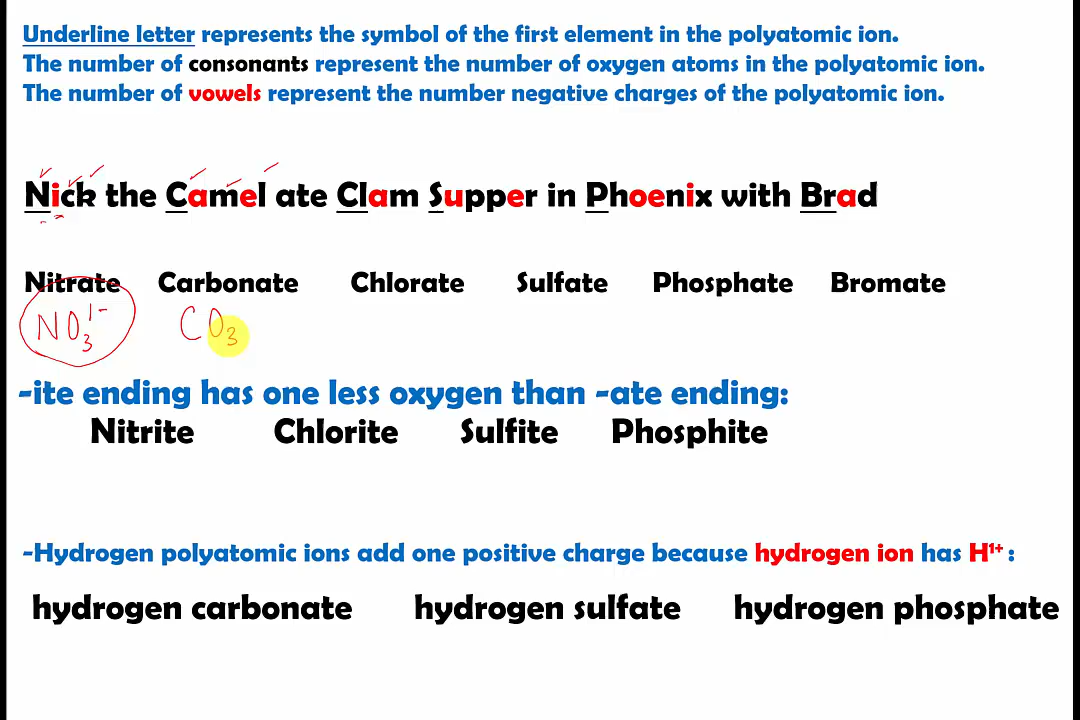 Underline letter represents the symbol of the first element in the polyatomic ion.
The number of consonants represent the number of oxygen atoms in the polyatomic ion.
The number of vowels represent the number negative charges of the polyatomic ion.
Nick the Camel ate Clam Supper in Phoenix with Brad
Nitrate Carbonate Chlorate Sulfate Phosphate Bromate
NO₃¹⁻ CO₃
-ite ending has one less oxygen than -ate ending:
Nitrite Chlorite Sulfite Phosphite
-Hydrogen polyatomic ions add one positive charge because hydrogen ion has H¹⁺ :
hydrogen carbonate hydrogen sulfate hydrogen phosphate